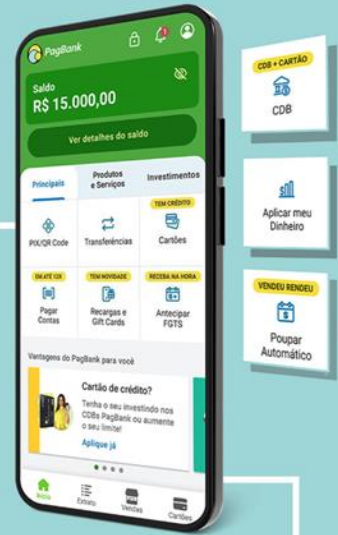 PagBank
Saldo
R$ 15.000,00
Ver detalhes do saldo
Principais
Produtos
e Serviços
Investimentos
TEM CRÉDITO
PIX/QR Code
Transferências
Cartões
EM ATÉ 12X
TEM NOVIDADE
RECEBA NA HORA
Pagar
Contas
Recargas e
Gift Cards
Antecipar
FGTS
Vantagens do PagBank para você
Cartão de crédito?
Tenha o seu investindo nos
CDBs PagBank ou aumente
o seu limite!
Aplique já
Início
Extrato
Vendas
Cartões
CDB + CARTÃO
CDB
Aplicar meu
Dinheiro
VENDEU RENDEU
Poupar
Automático